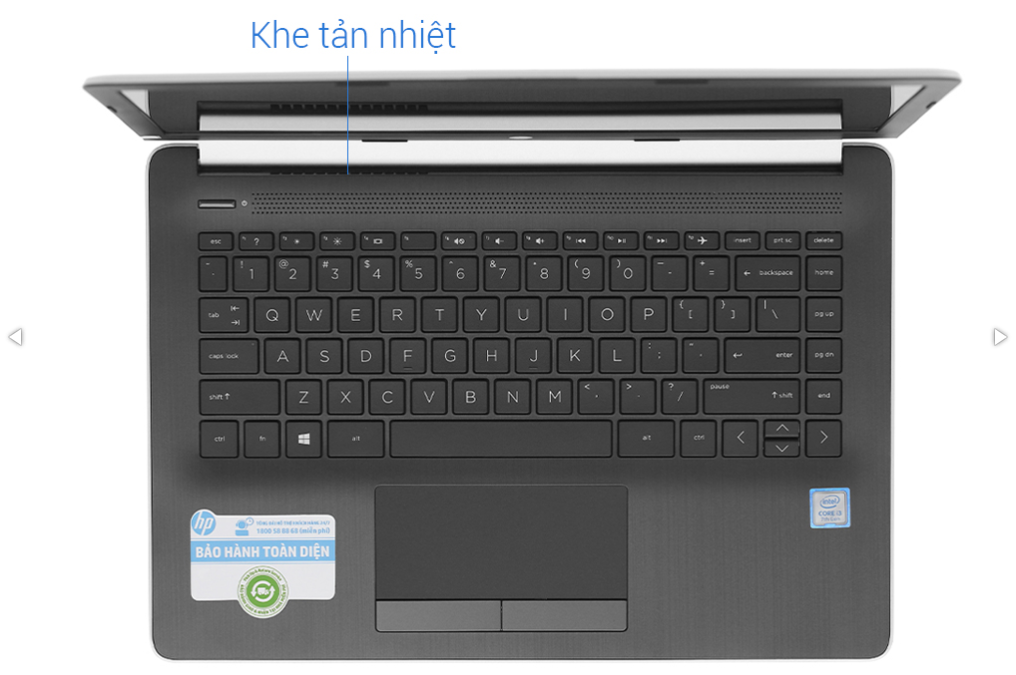 Khe tản nhiệt
esc ? insert prt sc delete
~ ! 1 @ 2 # 3 $ 4 % 5 ^ 6 & 7 * 8 ( 9 ) 0 — - + = ← backspace home
tab Q W E R T Y U I O P { [ } ] | \ pg up
caps lock A S D F G H J K L : ; " ' ← enter pg dn
shift ↑ Z X C V B N M < , > . ? / pause ↑ shift end
ctrl fn alt alt ctrl
hp
1800 58 88 68 (miễn phí)
BẢO HÀNH TOÀN DIỆN
intel
CORE i3